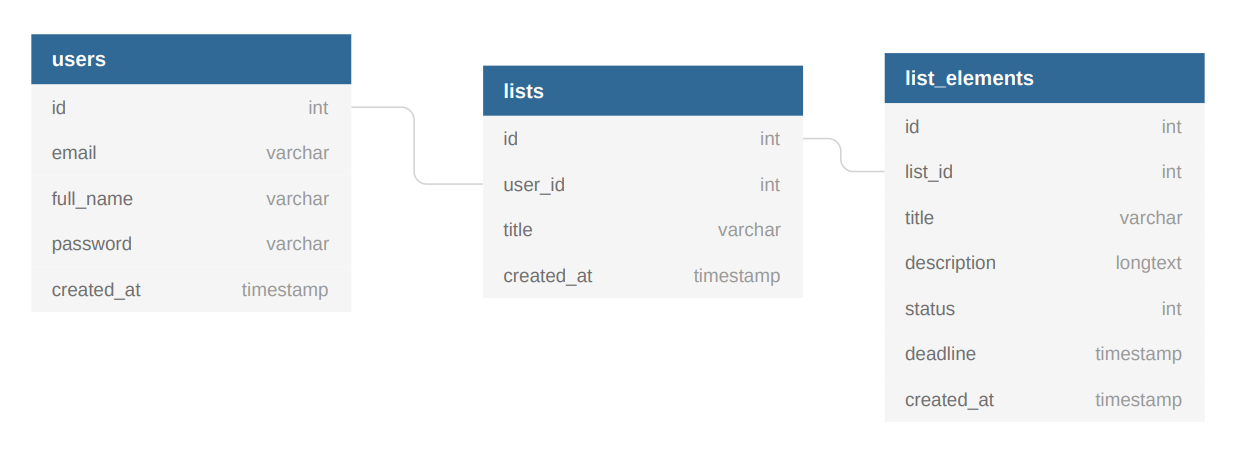 users
id int
email varchar
full_name varchar
password varchar
created_at timestamp
lists
id int
user_id int
title varchar
created_at timestamp
list_elements
id int
list_id int
title varchar
description longtext
status int
deadline timestamp
created_at timestamp